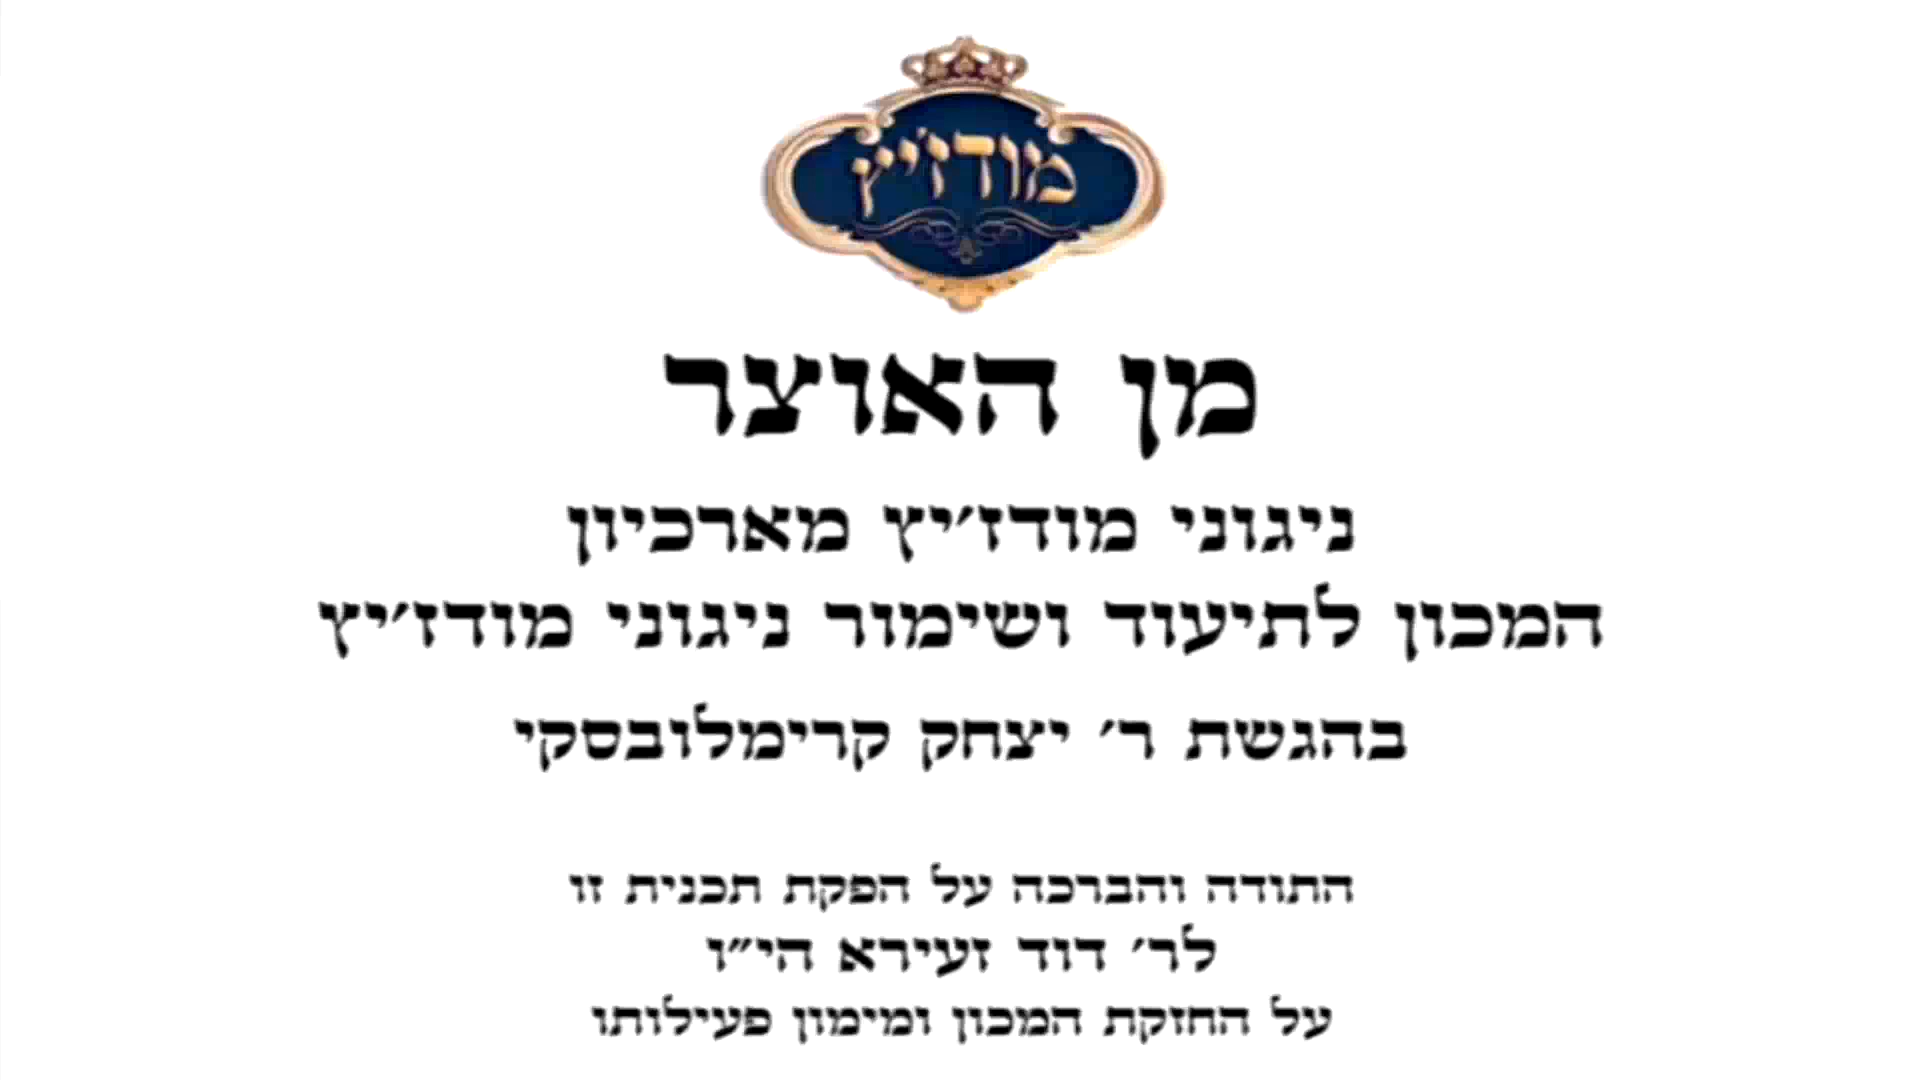 מודז'יץ
מן האוצר
ניגוני מודז׳יץ מארכיון
המכון לתיעוד ושימור ניגוני מודז׳יץ
בהגשת ר׳ יצחק קרימלובסקי
התודה והברכה על הפקת תכנית זו
לר׳ דוד זעירא הי״ו
על החזקת המכון ומימון פעילותו